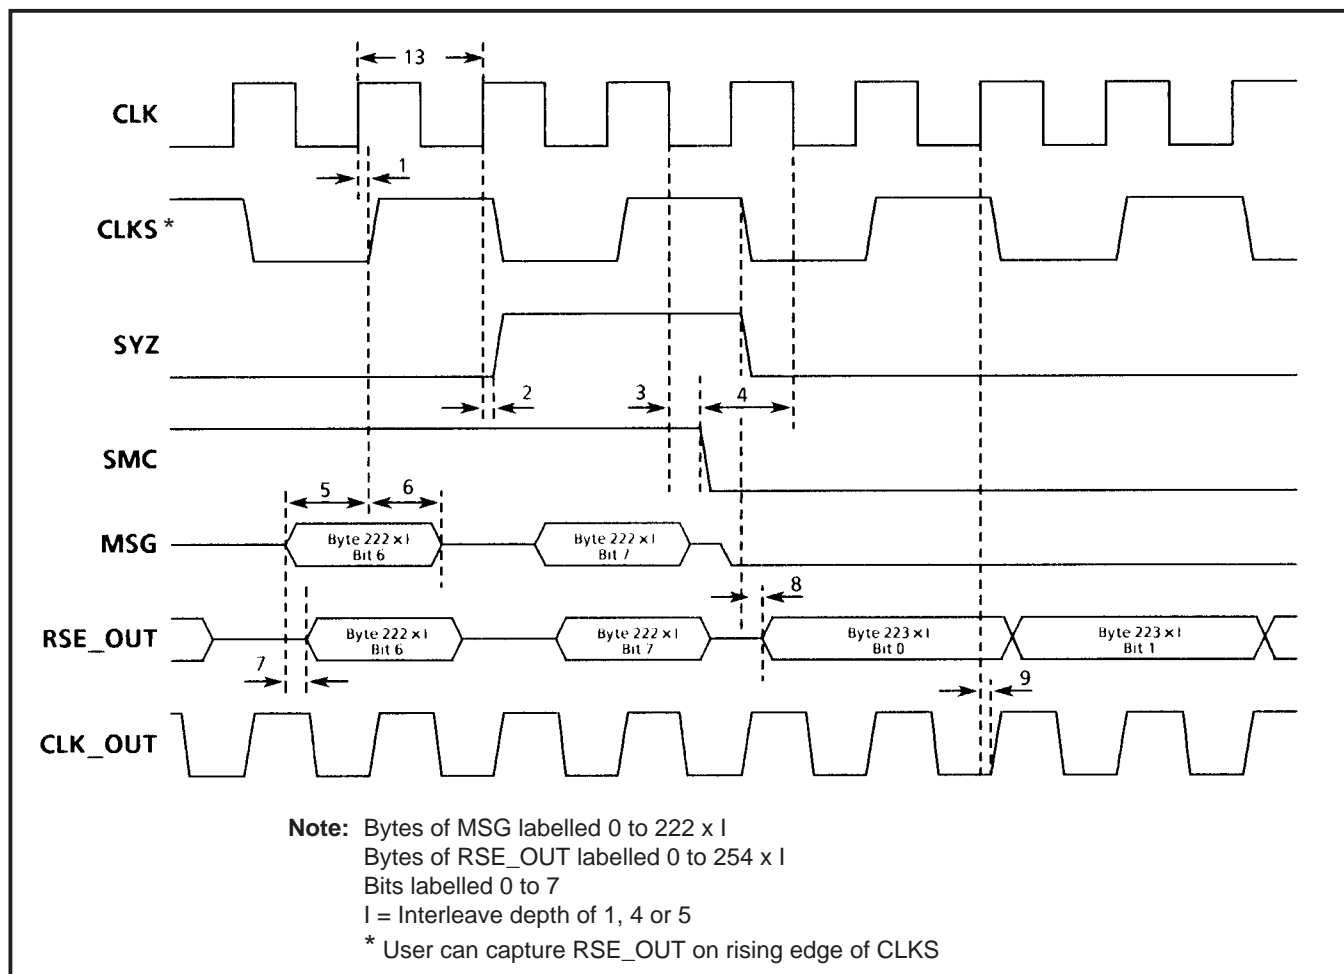 13
CLK
1
CLKS *
SYZ
2
3
4
SMC
5
6
MSG
Byte 222 x I
Bit 6
Byte 222 x I
Bit 7
8
RSE_OUT
Byte 222 x I
Bit 6
Byte 222 x I
Bit 7
Byte 223 x I
Bit 0
Byte 223 x I
Bit 1
7
9
CLK_OUT
Note: Bytes of MSG labelled 0 to 222 x I
Bytes of RSE_OUT labelled 0 to 254 x I
Bits labelled 0 to 7
I = Interleave depth of 1, 4 or 5
* User can capture RSE_OUT on rising edge of CLKS